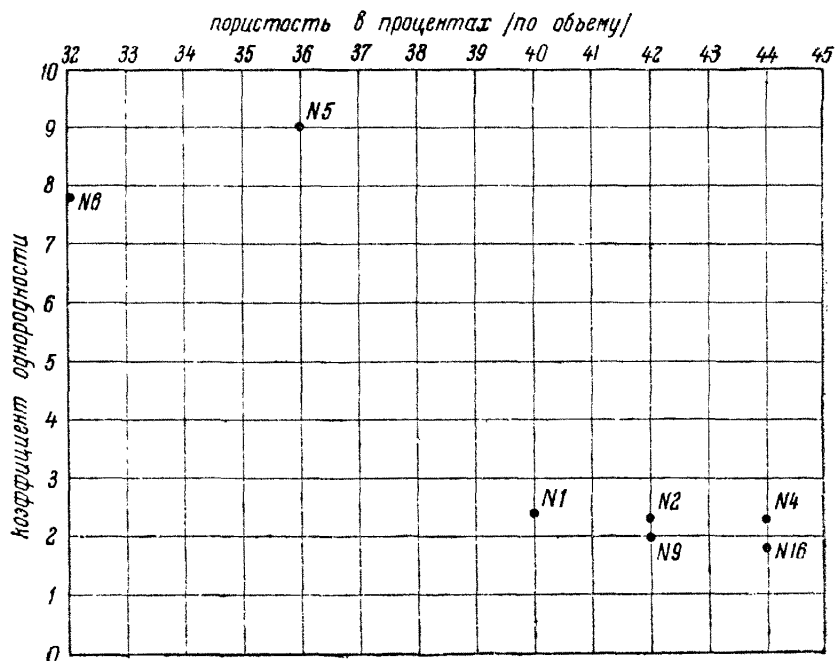 пористость в процентах /по объему/
32 33 34 35 36 37 38 39 40 41 42 43 44 45
коэффициент однородности
10
9
8
7
6
5
4
3
2
1
0
N5
N6
N1
N2
N4
N9
N16